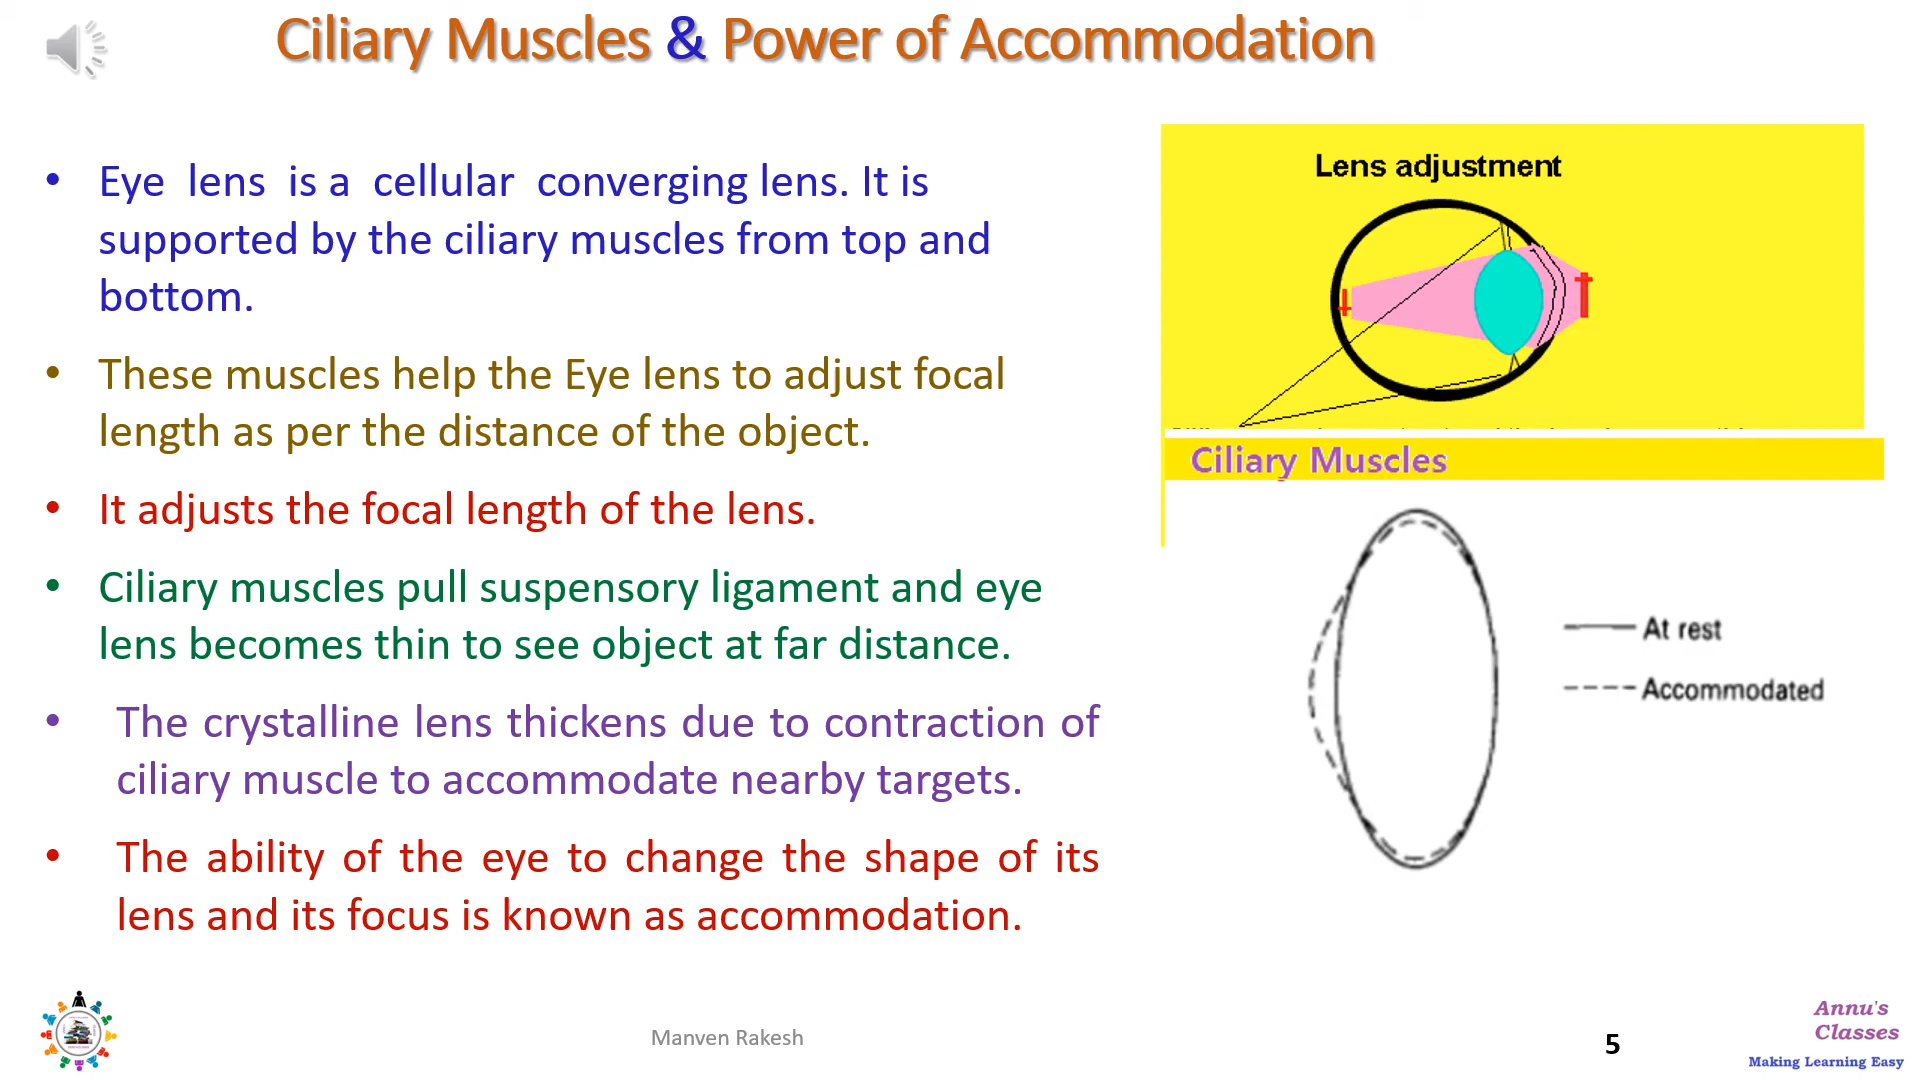 Ciliary Muscles & Power of Accommodation
• Eye lens is a cellular converging lens. It is
supported by the ciliary muscles from top and
bottom.
• These muscles help the Eye lens to adjust focal
length as per the distance of the object.
• It adjusts the focal length of the lens.
• Ciliary muscles pull suspensory ligament and eye
lens becomes thin to see object at far distance.
• The crystalline lens thickens due to contraction of
ciliary muscle to accommodate nearby targets.
• The ability of the eye to change the shape of its
lens and its focus is known as accommodation.
Lens adjustment
Ciliary Muscles
At rest
Accommodated
Manven Rakesh
5
Annu's
Classes
Making Learning Easy